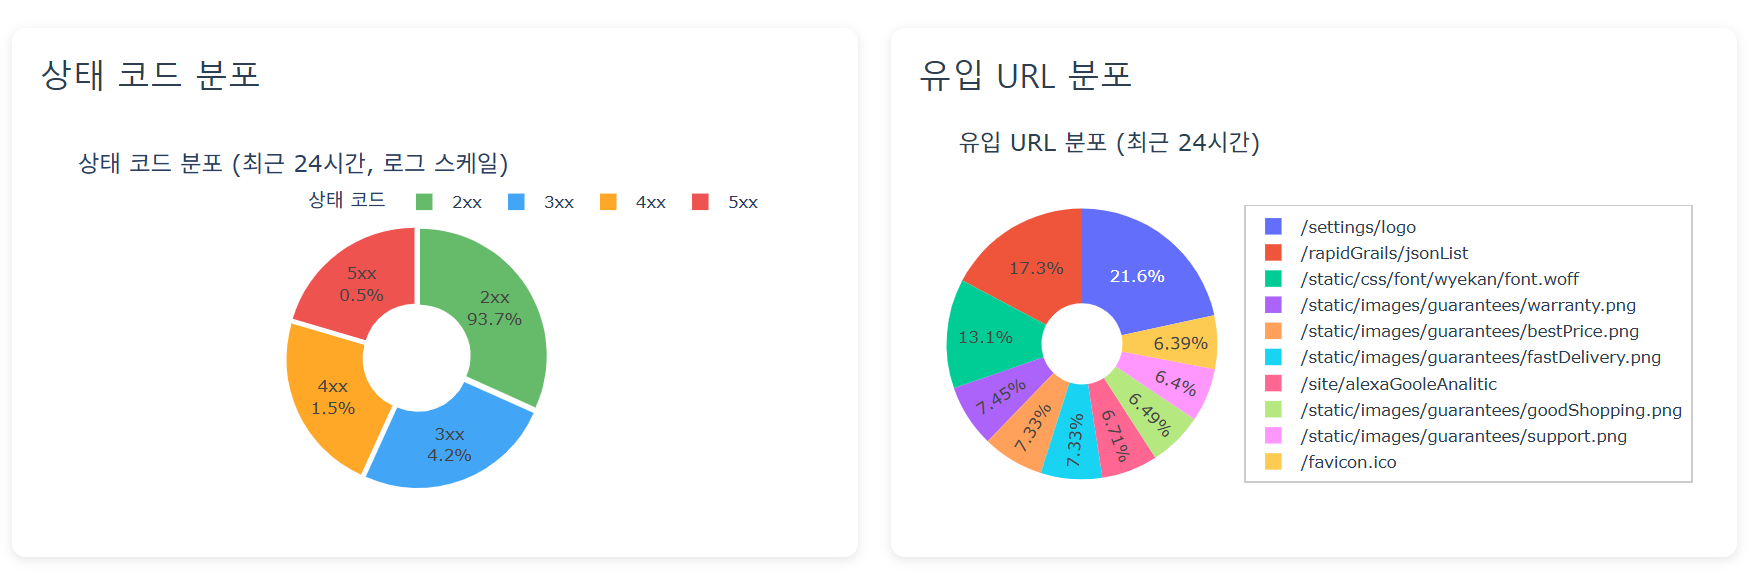 상태 코드 분포
상태 코드 분포 (최근 24시간, 로그 스케일)
상태 코드
2xx
3xx
4xx
5xx
5xx
0.5%
2xx
93.7%
4xx
1.5%
3xx
4.2%
유입 URL 분포
유입 URL 분포 (최근 24시간)
17.3%
21.6%
13.1%
6.39%
7.45%
6.4%
7.33%
7.33%
6.71%
6.49%
/settings/logo
/rapidGrails/jsonList
/static/css/font/wyekan/font.woff
/static/images/guarantees/warranty.png
/static/images/guarantees/bestPrice.png
/static/images/guarantees/fastDelivery.png
/site/alexaGooleAnalitic
/static/images/guarantees/goodShopping.png
/static/images/guarantees/support.png
/favicon.ico